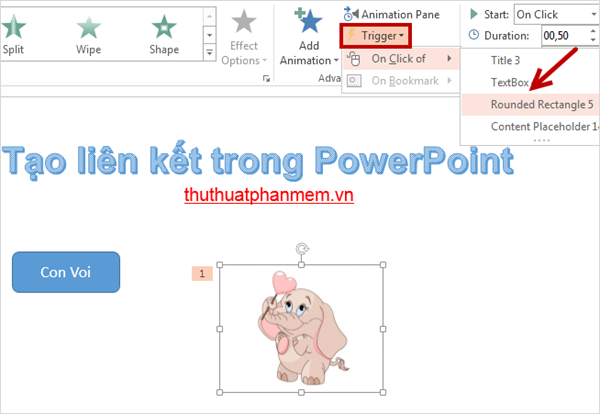 Animation Pane
Start: On Click
Split Wipe Shape
Effect Options
Add Animation
Trigger
Duration: 00,50
Advan
On Click of
On Bookmark
Title 3
TextBox
Rounded Rectangle 5
Content Placeholder 14
Tạo liên kết trong PowerPoint
thuthuatphanmem.vn
Con Voi
1